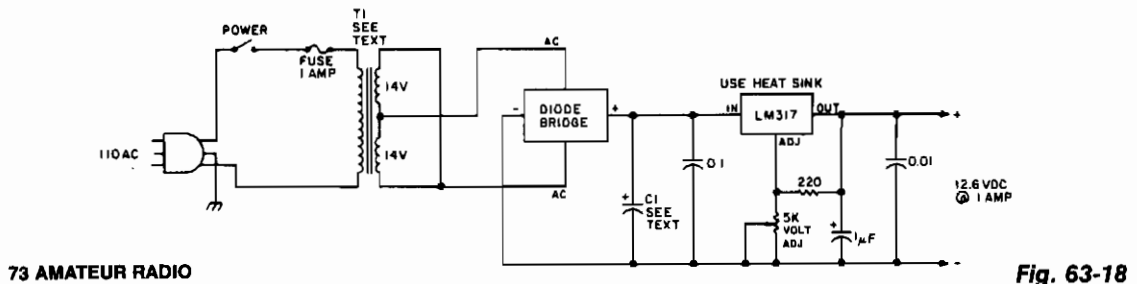 T1
SEE
TEXT
POWER
FUSE
1 AMP
14V
14V
110 AC
AC
-
DIODE
BRIDGE
+
AC
C1
SEE
TEXT
+
0.1
USE HEAT SINK
IN
LM317
OUT
ADJ
220
5K
VOLT
ADJ
+
1µF
0.01
+
12.6 VDC
@ 1 AMP
-
73 AMATEUR RADIO
Fig. 63-18